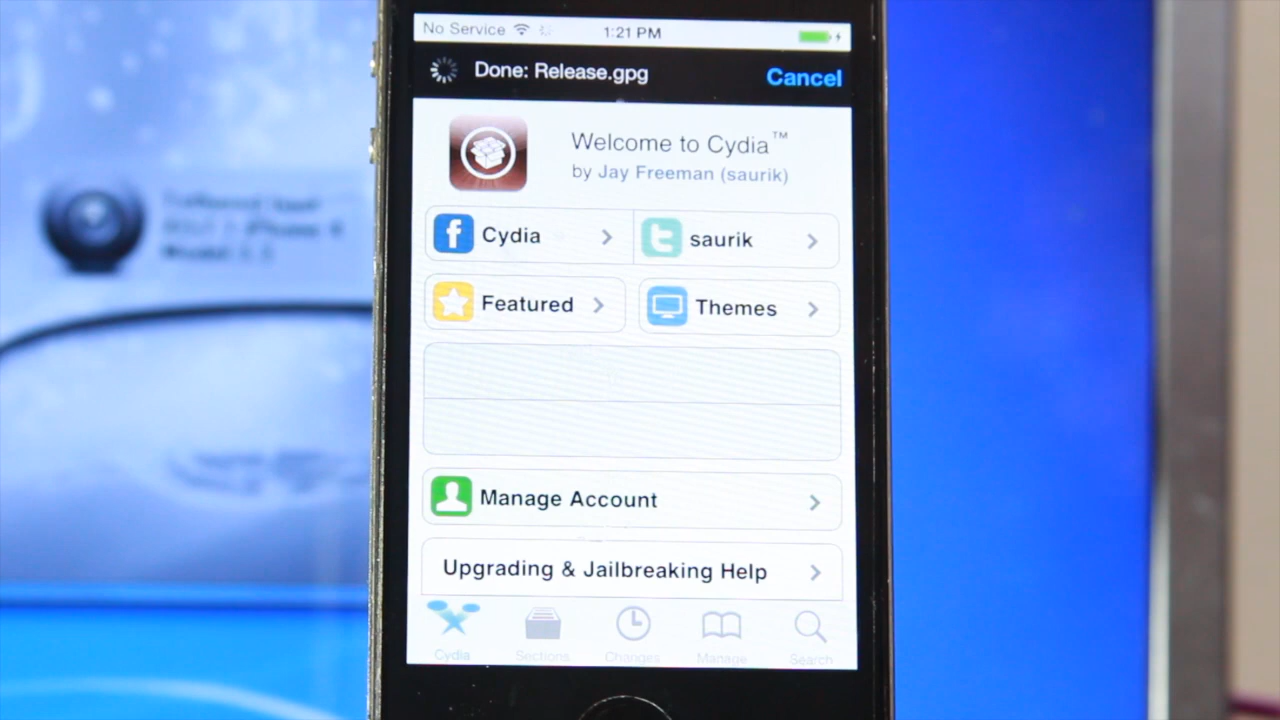 No Service 1:21 PM
Done: Release.gpg Cancel
Welcome to Cydia™
by Jay Freeman (saurik)
Cydia saurik
Featured Themes
Manage Account
Upgrading & Jailbreaking Help
Cydia Sections Changes Manage Search